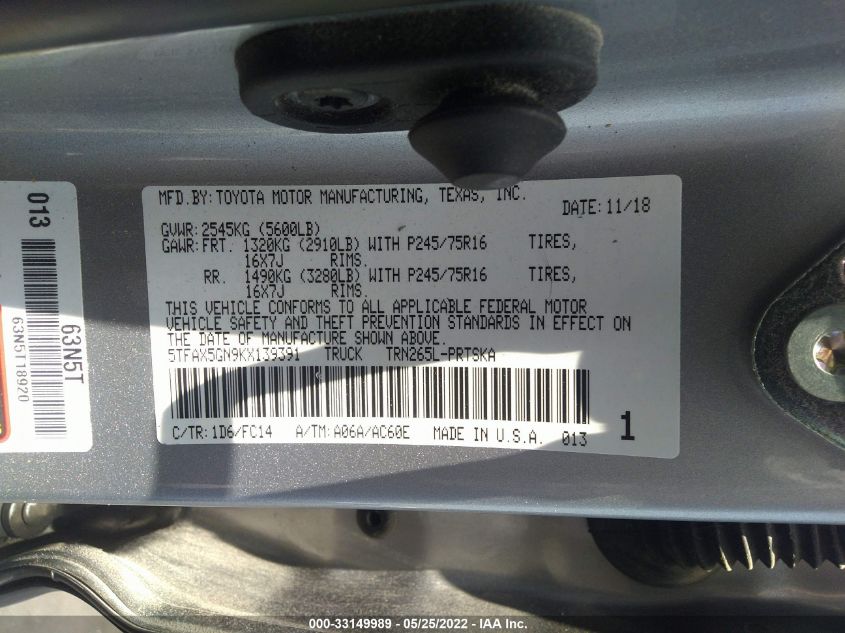 MFD.BY:TOYOTA MOTOR MANUFACTURING, TEXAS, INC.
DATE:11/18
GVWR:2545KG (5600LB)
GAWR:FRT. 1320KG (2910LB) WITH P245/75R16 TIRES,
16X7J RIMS.
RR. 1490KG (3280LB) WITH P245/75R16 TIRES,
16X7J RIMS.
THIS VEHICLE CONFORMS TO ALL APPLICABLE FEDERAL MOTOR
VEHICLE SAFETY AND THEFT PREVENTION STANDARDS IN EFFECT ON
THE DATE OF MANUFACTURE SHOWN ABOVE.
5TFAX5GN9KX139391 TRUCK TRN265L-PRTSKA
C/TR:1D6/FC14 A/TM:A06A/AC60E MADE IN U.S.A. 013 1
013
63N5T
63N5118920
000-33149989 - 05/25/2022 - IAA Inc.